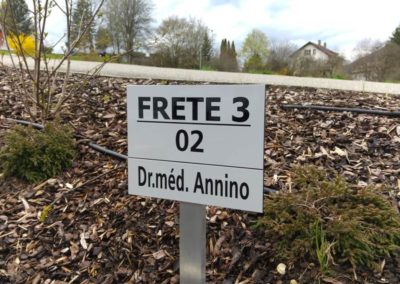 FRETE 3
02
Dr.méd. Annino